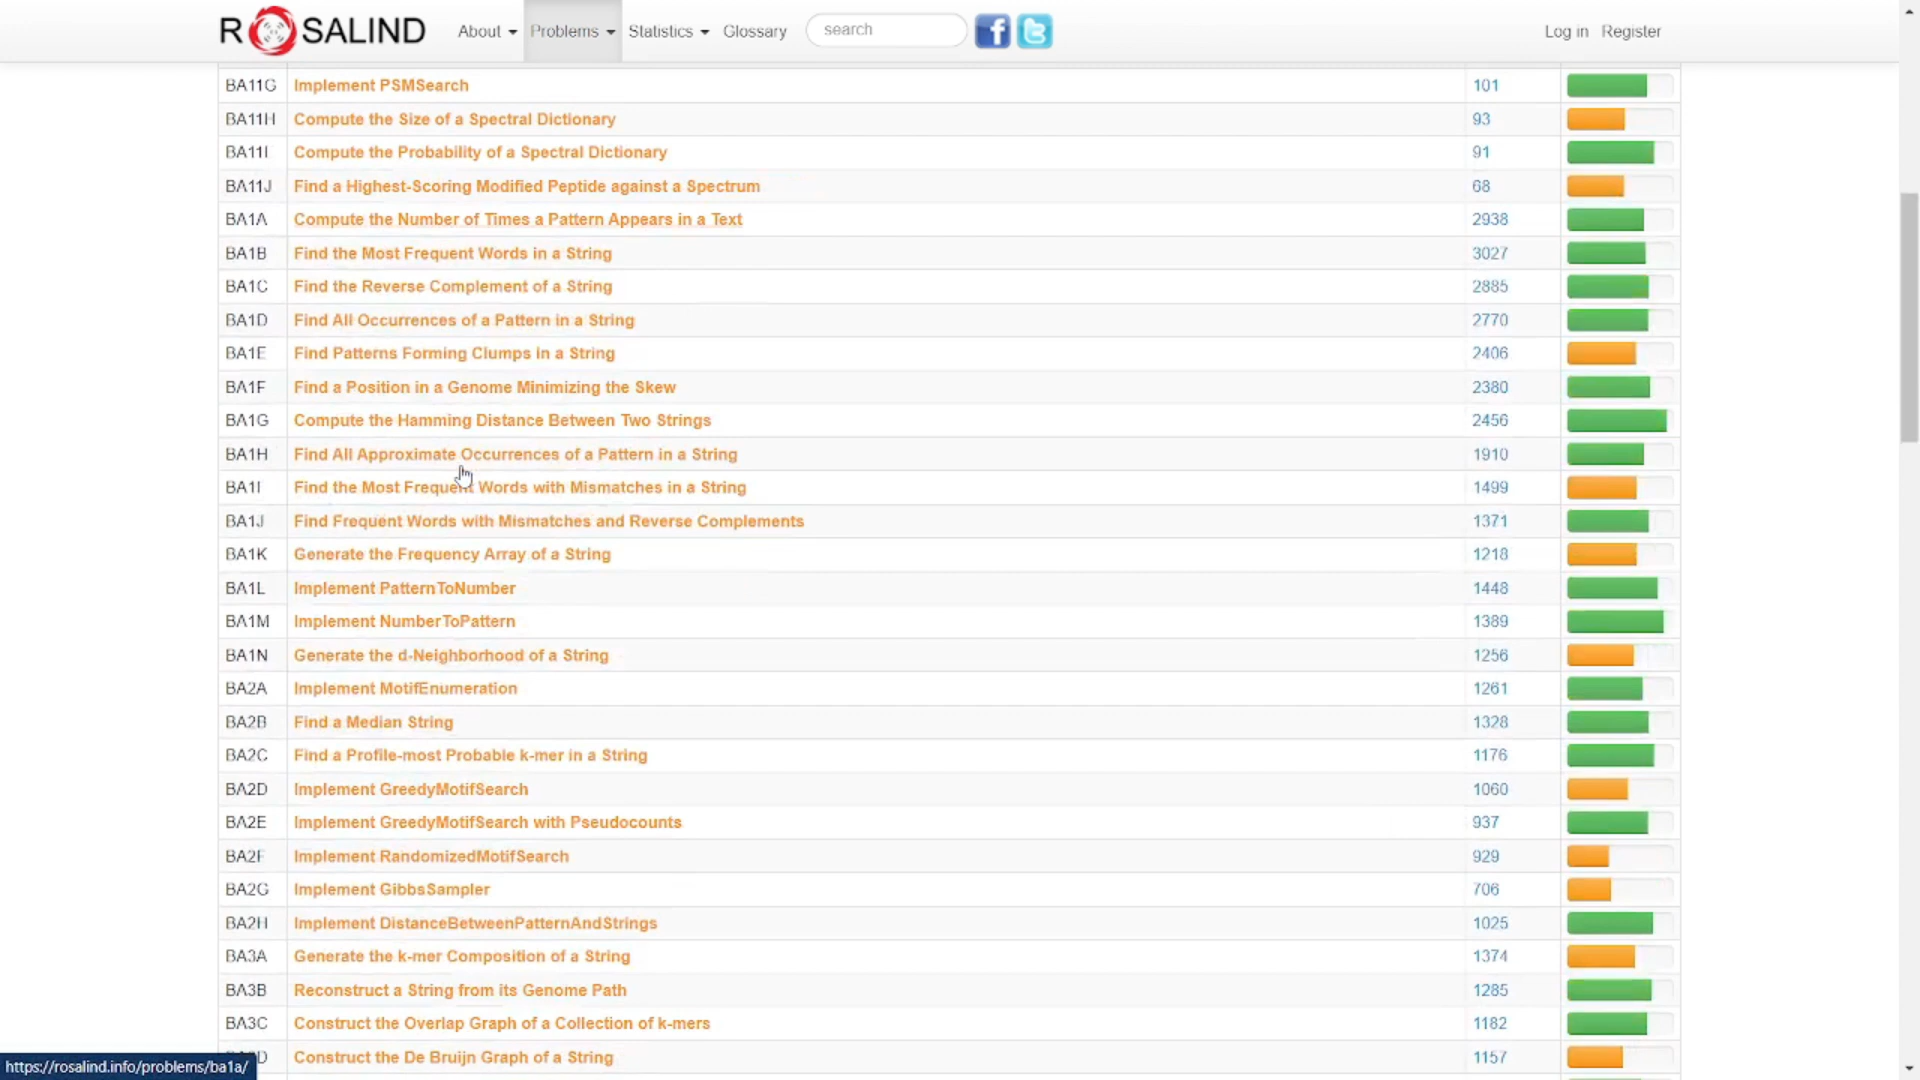 ROSALIND About Problems Statistics Glossary search Log in Register
BA11G Implement PSMSearch 101
BA11H Compute the Size of a Spectral Dictionary 93
BA11I Compute the Probability of a Spectral Dictionary 91
BA11J Find a Highest-Scoring Modified Peptide against a Spectrum 68
BA1A Compute the Number of Times a Pattern Appears in a Text 2938
BA1B Find the Most Frequent Words in a String 3027
BA1C Find the Reverse Complement of a String 2885
BA1D Find All Occurrences of a Pattern in a String 2770
BA1E Find Patterns Forming Clumps in a String 2406
BA1F Find a Position in a Genome Minimizing the Skew 2380
BA1G Compute the Hamming Distance Between Two Strings 2456
BA1H Find All Approximate Occurrences of a Pattern in a String 1910
BA1I Find the Most Frequent Words with Mismatches in a String 1499
BA1J Find Frequent Words with Mismatches and Reverse Complements 1371
BA1K Generate the Frequency Array of a String 1218
BA1L Implement PatternToNumber 1448
BA1M Implement NumberToPattern 1389
BA1N Generate the d-Neighborhood of a String 1256
BA2A Implement MotifEnumeration 1261
BA2B Find a Median String 1328
BA2C Find a Profile-most Probable k-mer in a String 1176
BA2D Implement GreedyMotifSearch 1060
BA2E Implement GreedyMotifSearch with Pseudocounts 937
BA2F Implement RandomizedMotifSearch 929
BA2G Implement GibbsSampler 706
BA2H Implement DistanceBetweenPatternAndStrings 1025
BA3A Generate the k-mer Composition of a String 1374
BA3B Reconstruct a String from its Genome Path 1285
BA3C Construct the Overlap Graph of a Collection of k-mers 1182
Construct the De Bruijn Graph of a String 1157
https://rosalind.info/problems/ba1a/